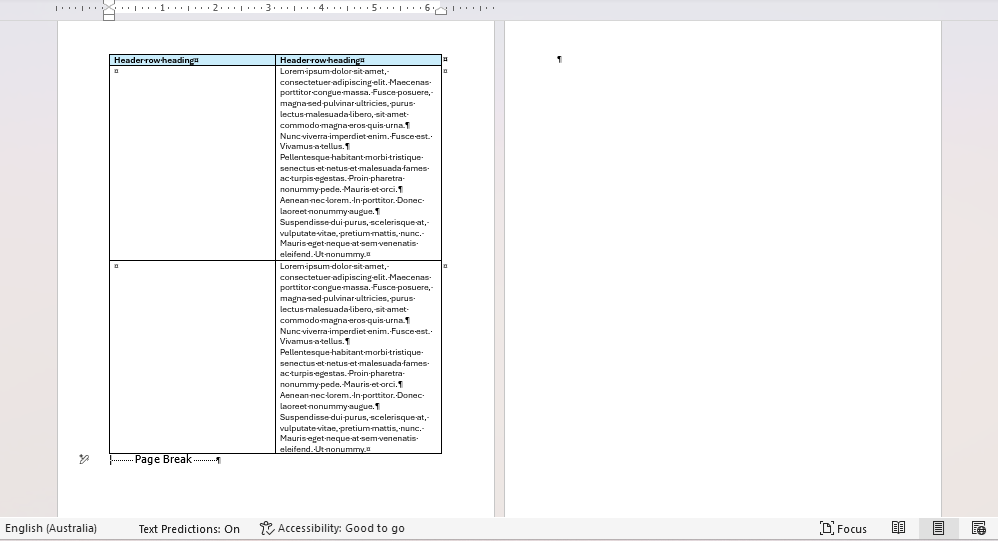 1 2 3 4 5 6
Header·row·heading¤ Header·row·heading¤ ¤
¤ Lorem·ipsum·dolor·sit·amet,· ¤
consectetuer·adipiscing·elit.·Maecenas·
porttitor·congue·massa.·Fusce·posuere,·
magna·sed·pulvinar·ultricies,·purus·
lectus·malesuada·libero,·sit·amet·
commodo·magna·eros·quis·urna.¶
Nunc·viverra·imperdiet·enim.·Fusce·est.·
Vivamus·a·tellus.¶
Pellentesque·habitant·morbi·tristique·
senectus·et·netus·et·malesuada·fames·
ac·turpis·egestas.·Proin·pharetra·
nonummy·pede.·Mauris·et·orci.¶
Aenean·nec·lorem.·In·porttitor.·Donec·
laoreet·nonummy·augue.¶
Suspendisse·dui·purus,·scelerisque·at,·
vulputate·vitae,·pretium·mattis,·nunc.·
Mauris·eget·neque·at·sem·venenatis·
eleifend.·Ut·nonummy.¤
¤ Lorem·ipsum·dolor·sit·amet,· ¤
consectetuer·adipiscing·elit.·Maecenas·
porttitor·congue·massa.·Fusce·posuere,·
magna·sed·pulvinar·ultricies,·purus·
lectus·malesuada·libero,·sit·amet·
commodo·magna·eros·quis·urna.¶
Nunc·viverra·imperdiet·enim.·Fusce·est.·
Vivamus·a·tellus.¶
Pellentesque·habitant·morbi·tristique·
senectus·et·netus·et·malesuada·fames·
ac·turpis·egestas.·Proin·pharetra·
nonummy·pede.·Mauris·et·orci.¶
Aenean·nec·lorem.·In·porttitor.·Donec·
laoreet·nonummy·augue.¶
Suspendisse·dui·purus,·scelerisque·at,·
vulputate·vitae,·pretium·mattis,·nunc.·
Mauris·eget·neque·at·sem·venenatis·
eleifend.·Ut·nonummy.¤
Page Break¶
¶
English (Australia) Text Predictions: On Accessibility: Good to go Focus